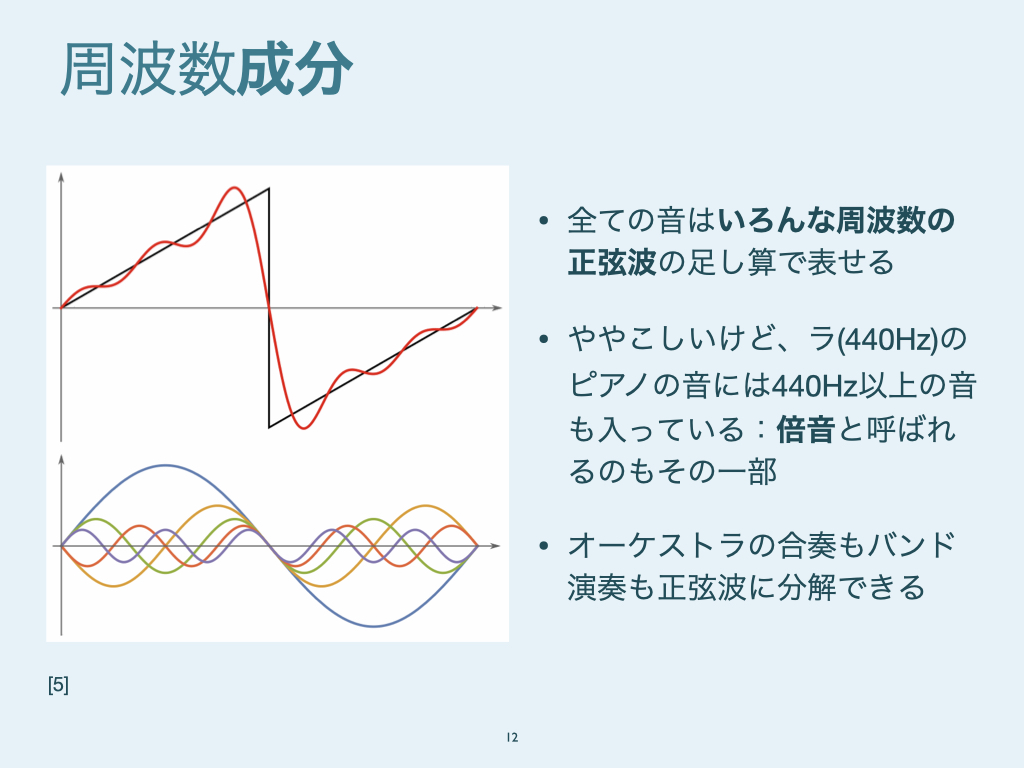 周波数成分
• 全ての音はいろんな周波数の
正弦波の足し算で表せる
• ややこしいけど、ラ(440Hz)の
ピアノの音には440Hz以上の音
も入っている：倍音と呼ばれ
るのもその一部
• オーケストラの合奏もバンド
演奏も正弦波に分解できる
[5]
12